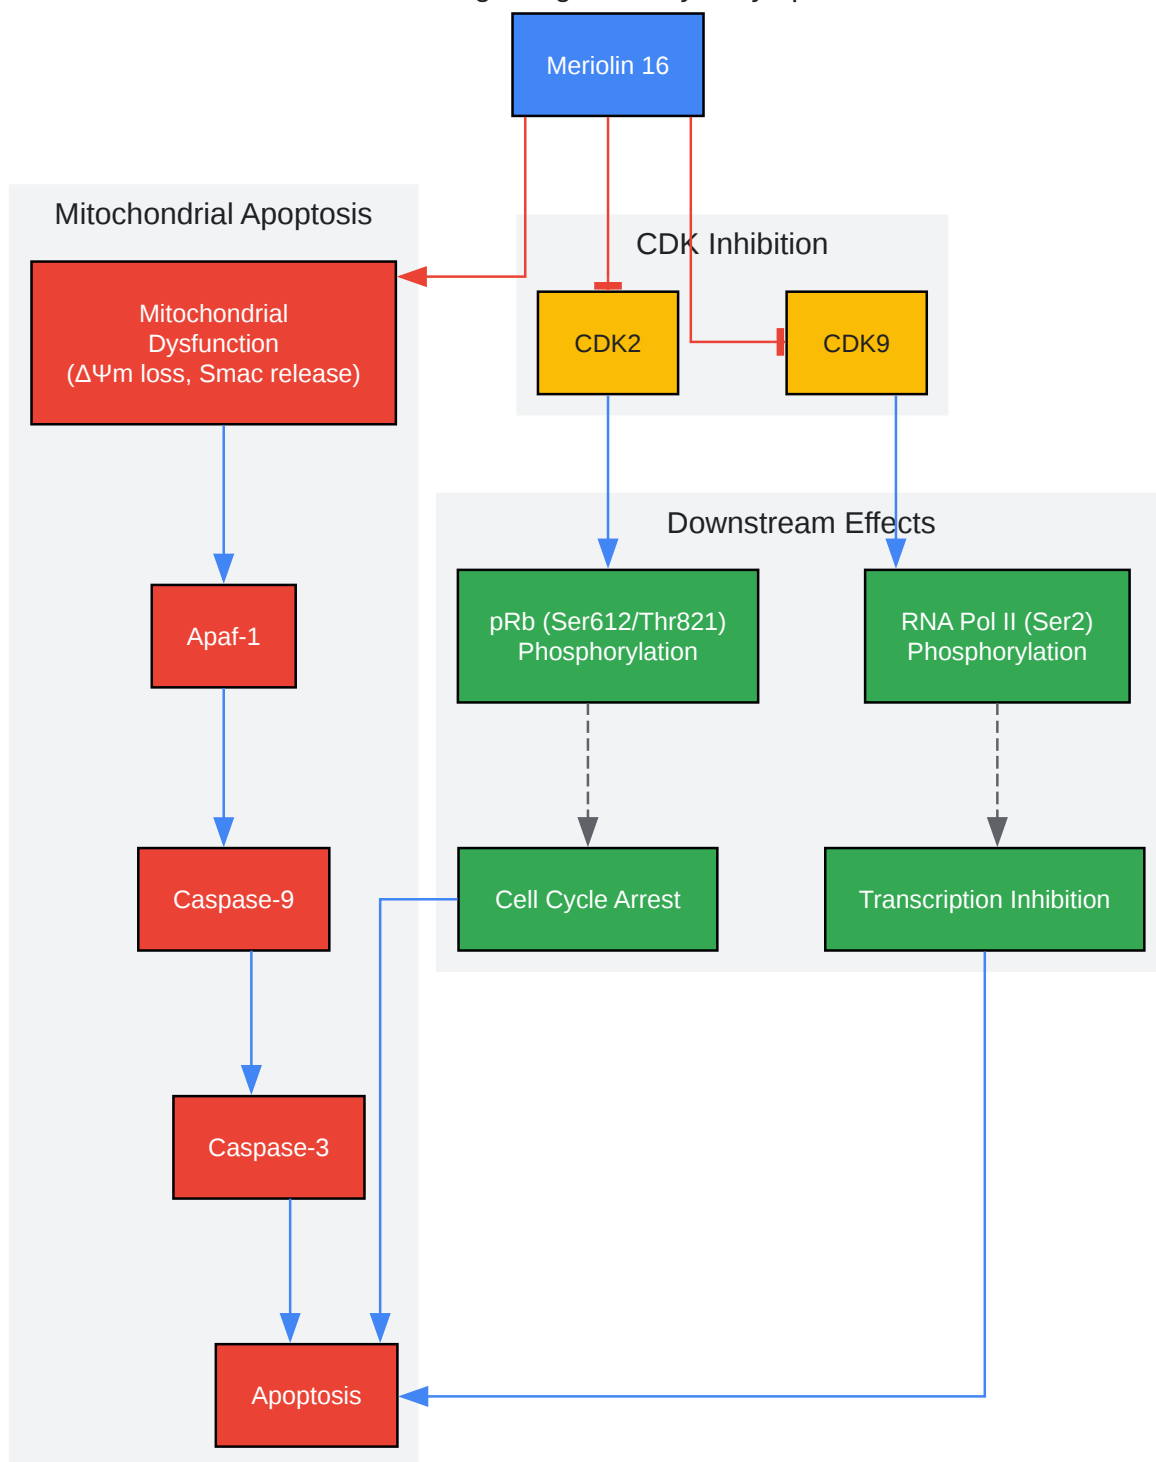 Meriolin 16
Mitochondrial Apoptosis
CDK Inhibition
Mitochondrial
Dysfunction
(ΔΨm loss, Smac release)
CDK2
CDK9
Downstream Effects
Apaf-1
pRb (Ser612/Thr821)
Phosphorylation
RNA Pol II (Ser2)
Phosphorylation
Caspase-9
Cell Cycle Arrest
Transcription Inhibition
Caspase-3
Apoptosis